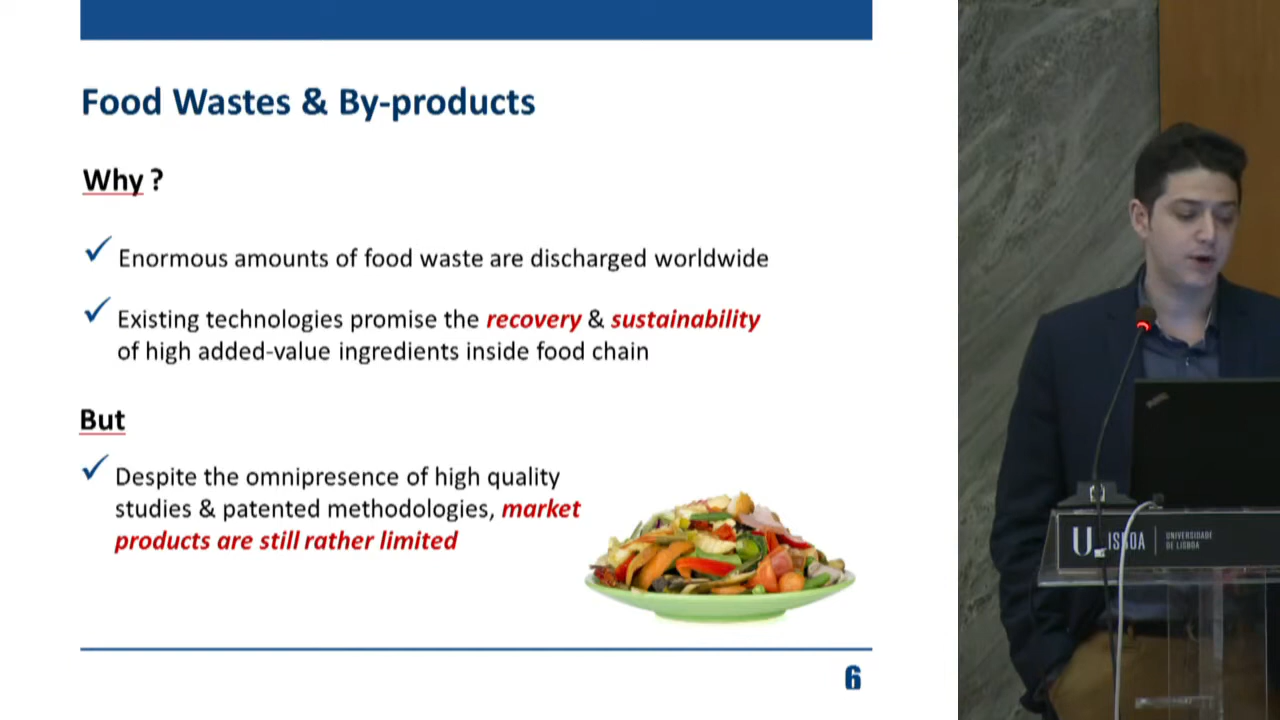 Food Wastes & By-products
Why ?
✓ Enormous amounts of food waste are discharged worldwide
✓ Existing technologies promise the recovery & sustainability
of high added-value ingredients inside food chain
But
✓ Despite the omnipresence of high quality
studies & patented methodologies, market
products are still rather limited
6
ThinkPad
U LISBOA
UNIVERSIDADE
DE LISBOA